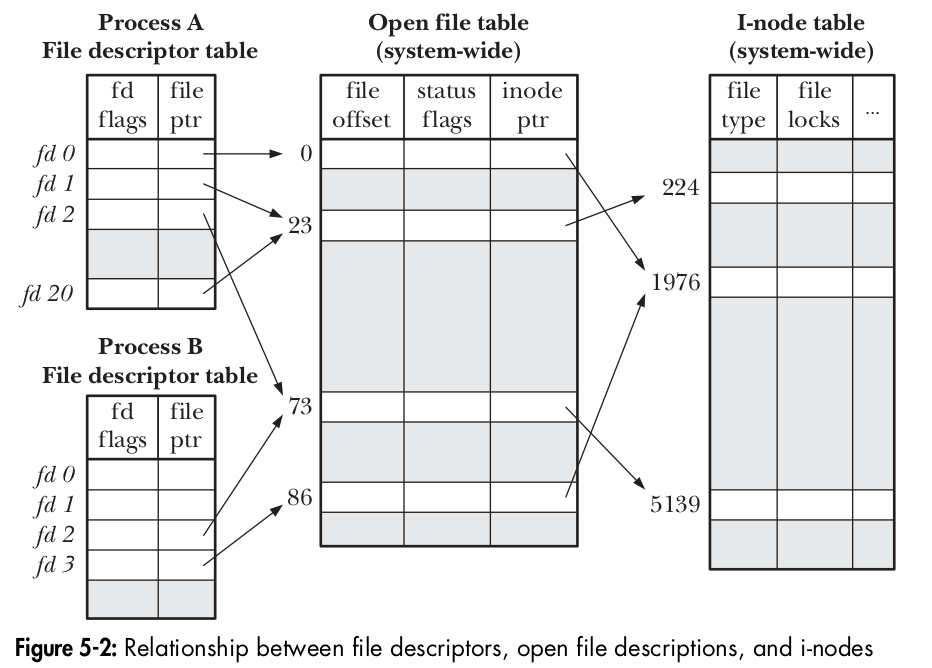 Process A
File descriptor table
fd
flags
file
ptr
fd 0
fd 1
fd 2
fd 20
Process B
File descriptor table
fd
flags
file
ptr
fd 0
fd 1
fd 2
fd 3
Open file table
(system-wide)
file
offset
status
flags
inode
ptr
0
23
73
86
I-node table
(system-wide)
file
type
file
locks
...
224
1976
5139
Figure 5-2: Relationship between file descriptors, open file descriptions, and i-nodes